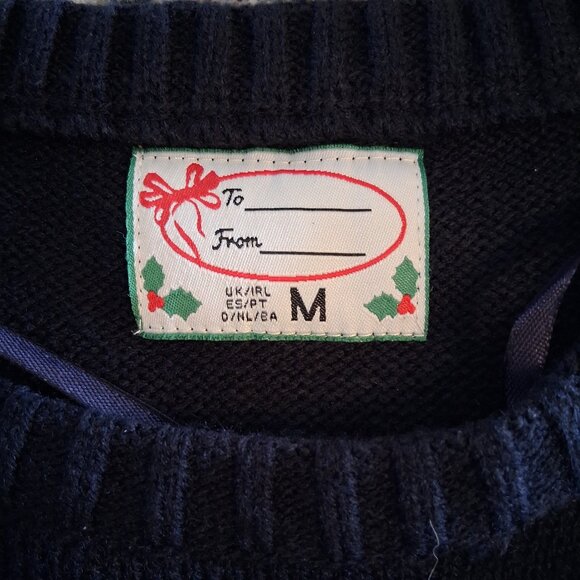 To
From
UK/IRL
ES/PT
D/NL/BA
M